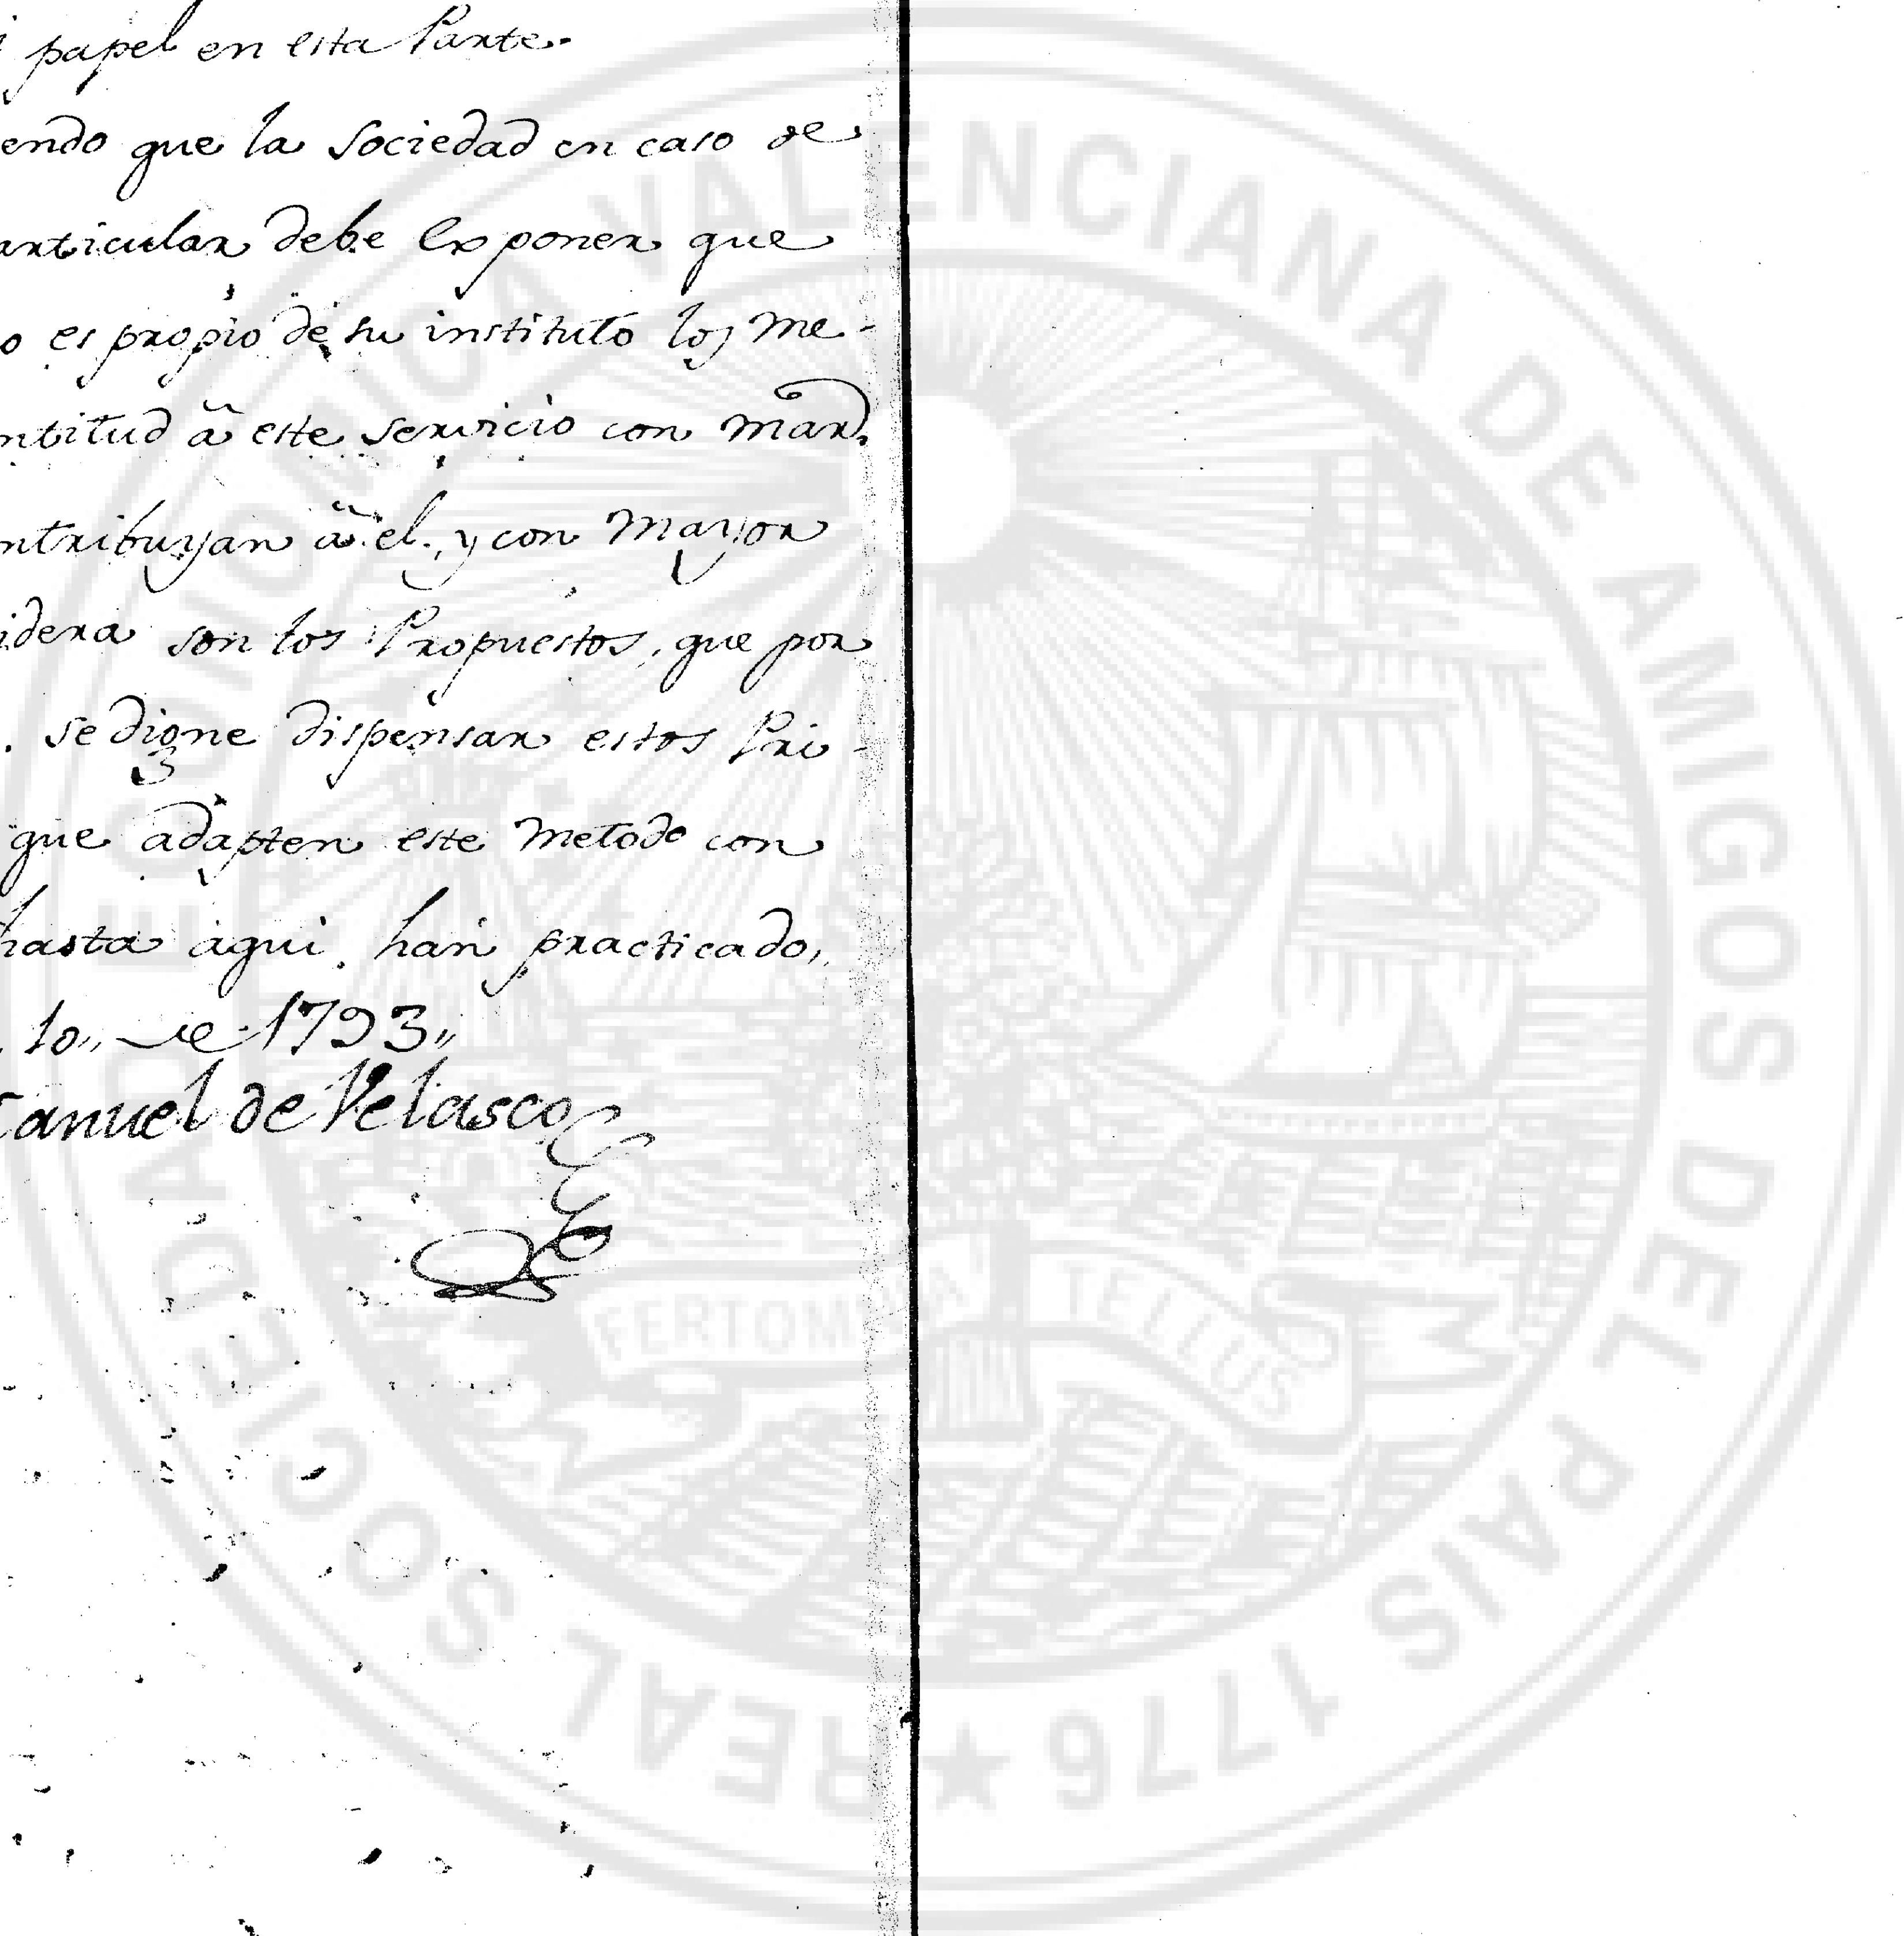 i papel en esta Parte.
endo que la Sociedad en caso de
articular debe Exponer que
o es propio de su instituto los me-
ntitud â este servicio con mar.
ntribuyan â el, y con Mayor
idera son los Propuestos, que por
. se digne dispensar estos Pri-
que adapten este Metodo con
hasta aqui han practicado,
to,, de 1793,,
anuel de Velasco
REAL SOCIEDAD ECONOMICA VALENCIANA DE AMIGOS DEL PAIS 1776
FERTOM TELLUS